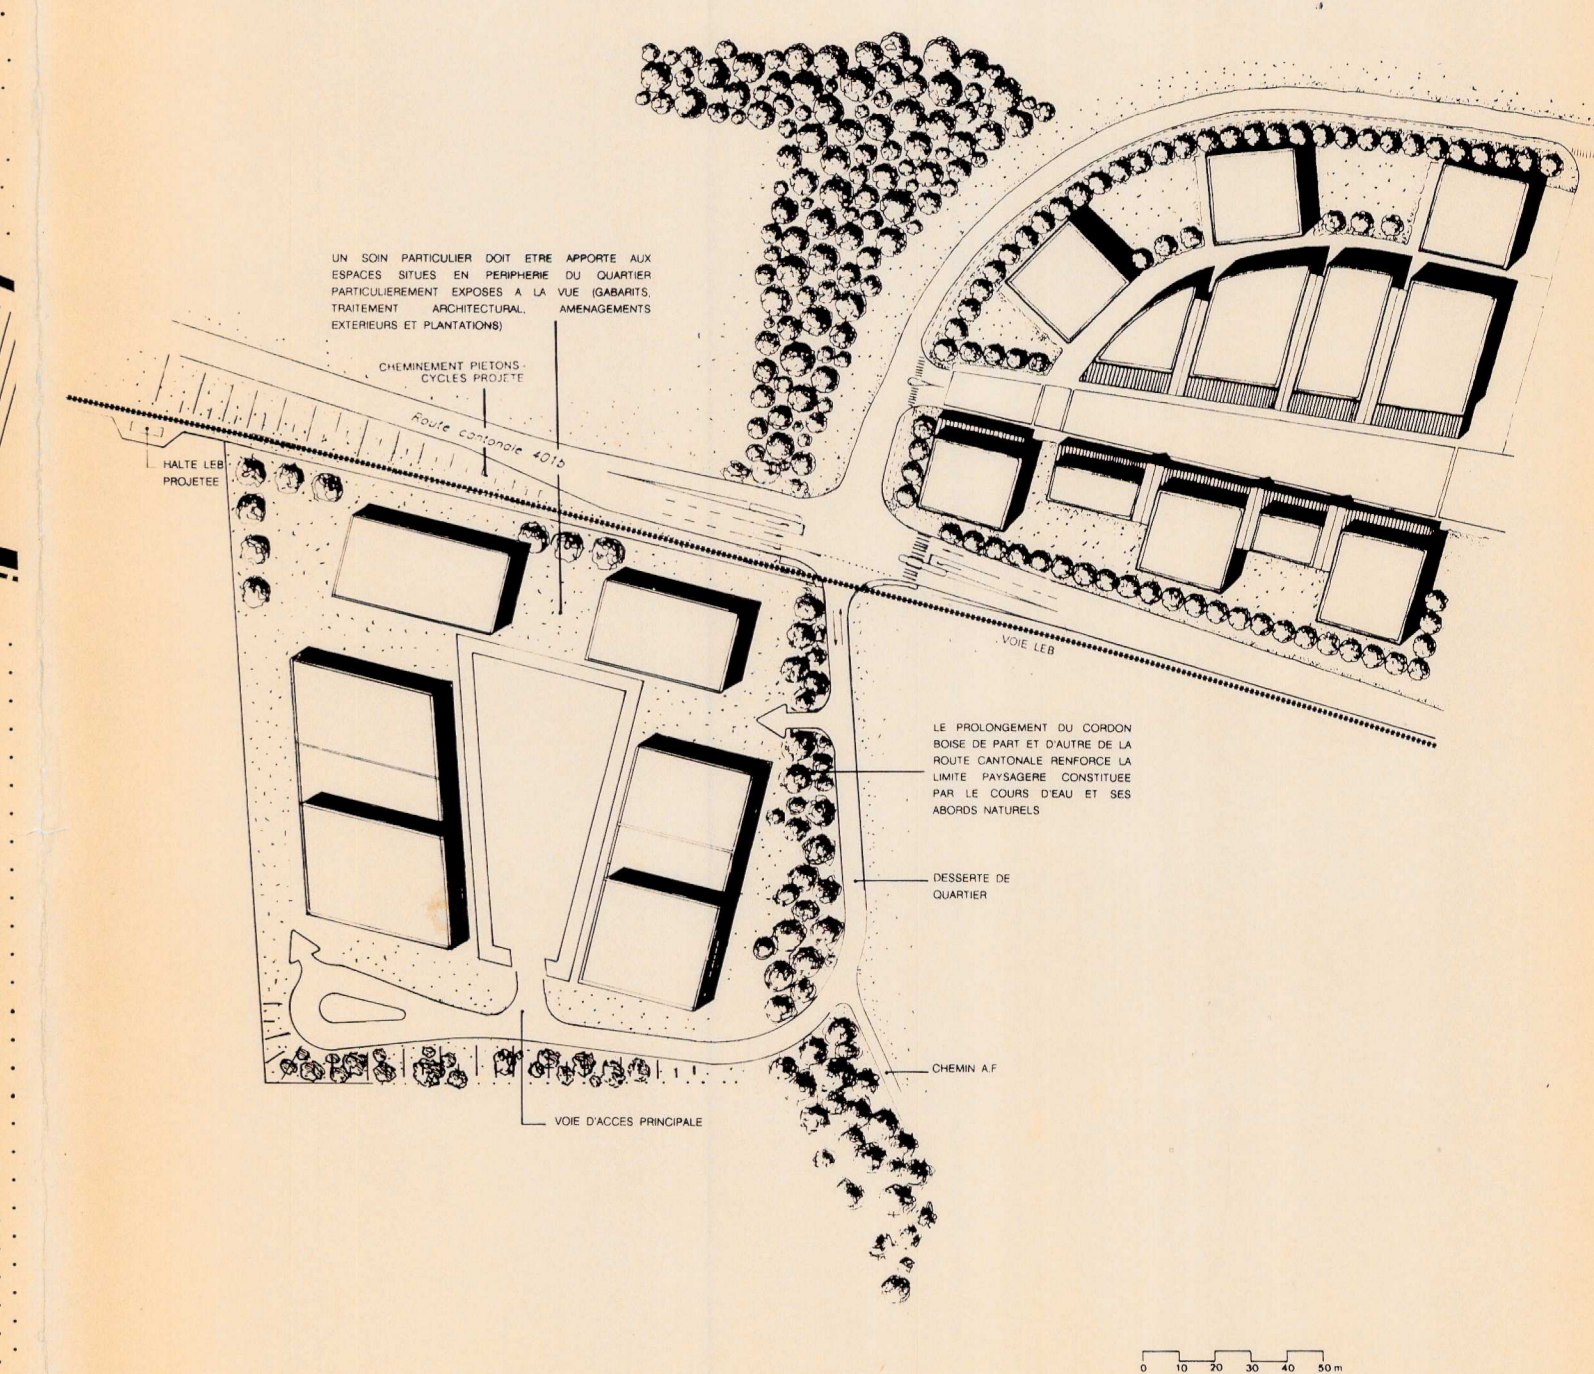 UN SOIN PARTICULIER DOIT ETRE APPORTE AUX
ESPACES SITUES EN PERIPHERIE DU QUARTIER
PARTICULIEREMENT EXPOSES A LA VUE (GABARITS,
TRAITEMENT ARCHITECTURAL, AMENAGEMENTS
EXTERIEURS ET PLANTATIONS)
CHEMINEMENT PIETONS-
CYCLES PROJETE
Route cantonale 401b
HALTE LEB
PROJETEE
VOIE LEB
LE PROLONGEMENT DU CORDON
BOISE DE PART ET D'AUTRE DE LA
ROUTE CANTONALE RENFORCE LA
LIMITE PAYSAGERE CONSTITUEE
PAR LE COURS D'EAU ET SES
ABORDS NATURELS
DESSERTE DE
QUARTIER
CHEMIN A.F
VOIE D'ACCES PRINCIPALE
0 10 20 30 40 50 m